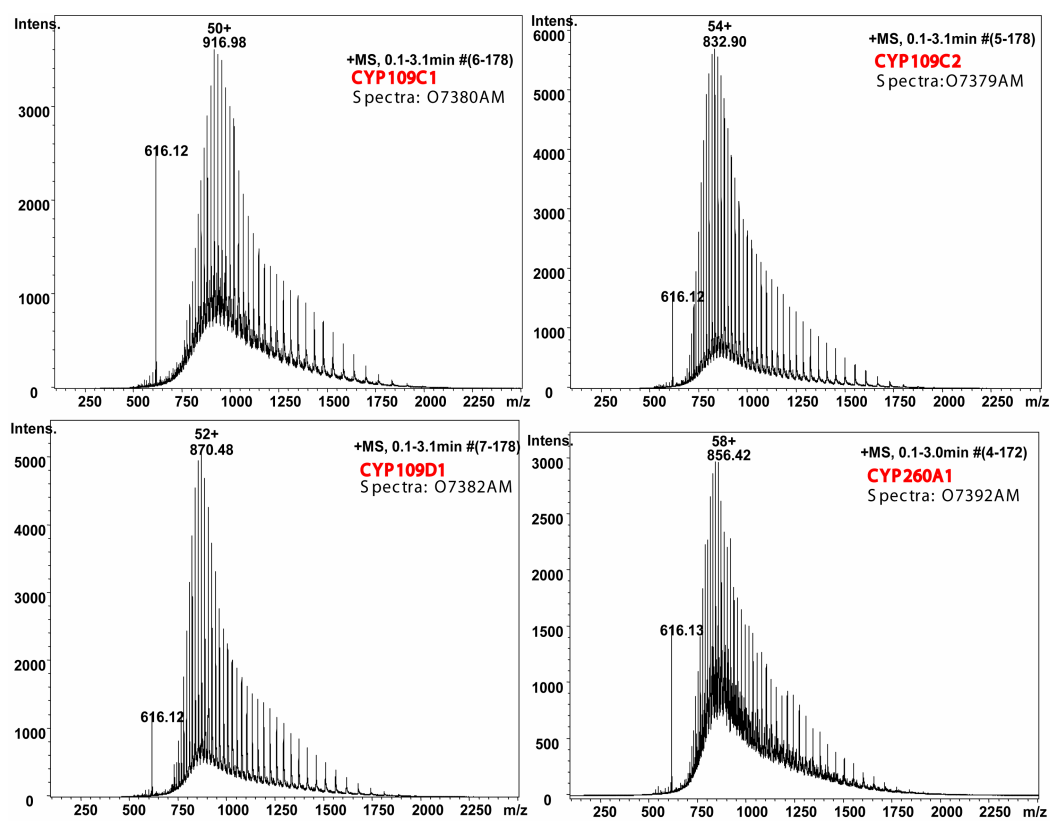 Intens.
50+
916.98
+MS, 0.1-3.1min #(6-178)
CYP109C1
Spectra: O7380AM
616.12
3000
2000
1000
0
250 500 750 1000 1250 1500 1750 2000 2250 m/z
Intens.
54+
832.90
+MS, 0.1-3.1min #(5-178)
CYP109C2
Spectra:O7379AM
616.12
6000
5000
4000
3000
2000
1000
0
250 500 750 1000 1250 1500 1750 2000 2250 m/z
Intens.
52+
870.48
+MS, 0.1-3.1min #(7-178)
CYP109D1
Spectra: O7382AM
616.12
5000
4000
3000
2000
1000
0
250 500 750 1000 1250 1500 1750 2000 2250 m/z
Intens.
58+
856.42
+MS, 0.1-3.0min #(4-172)
CYP260A1
Spectra: O7392AM
616.13
3000
2500
2000
1500
1000
500
0
250 500 750 1000 1250 1500 1750 2000 2250 m/z